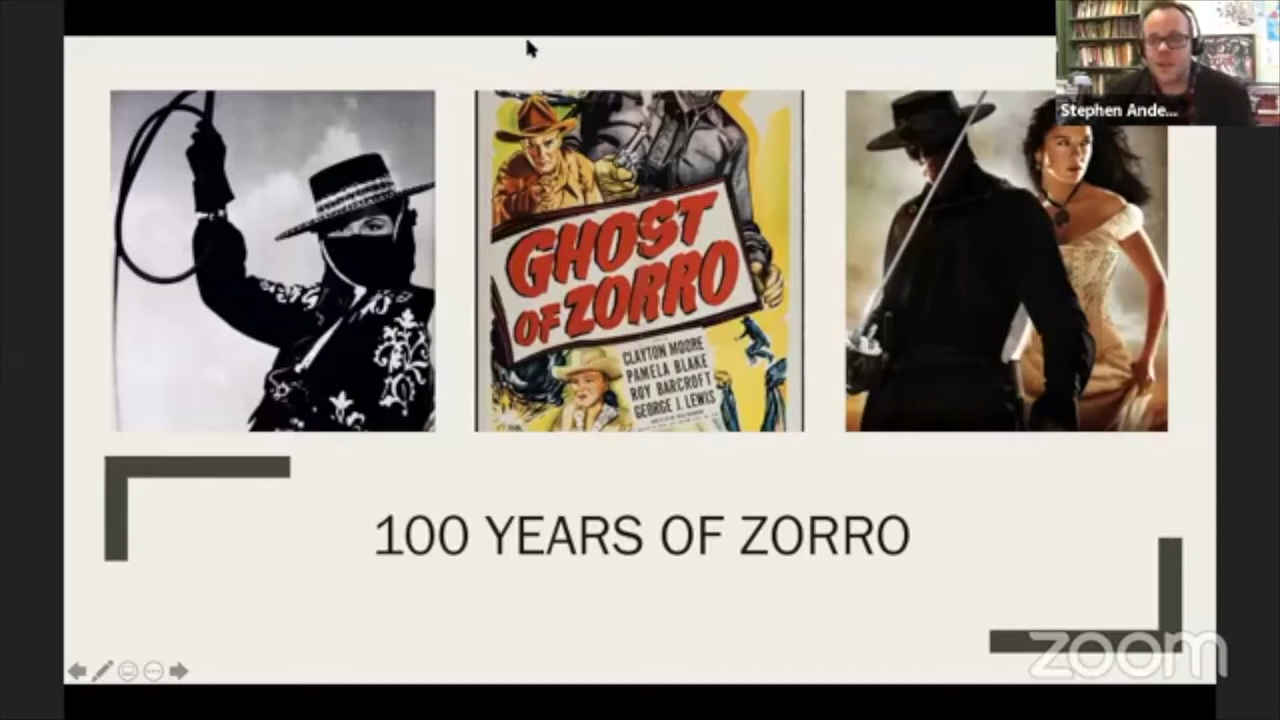 Stephen Ande...
GHOST
OF ZORRO
CLAYTON MOORE
PAMELA BLAKE
ROY BARCROFT
GEORGE J. LEWIS
100 YEARS OF ZORRO
zoom